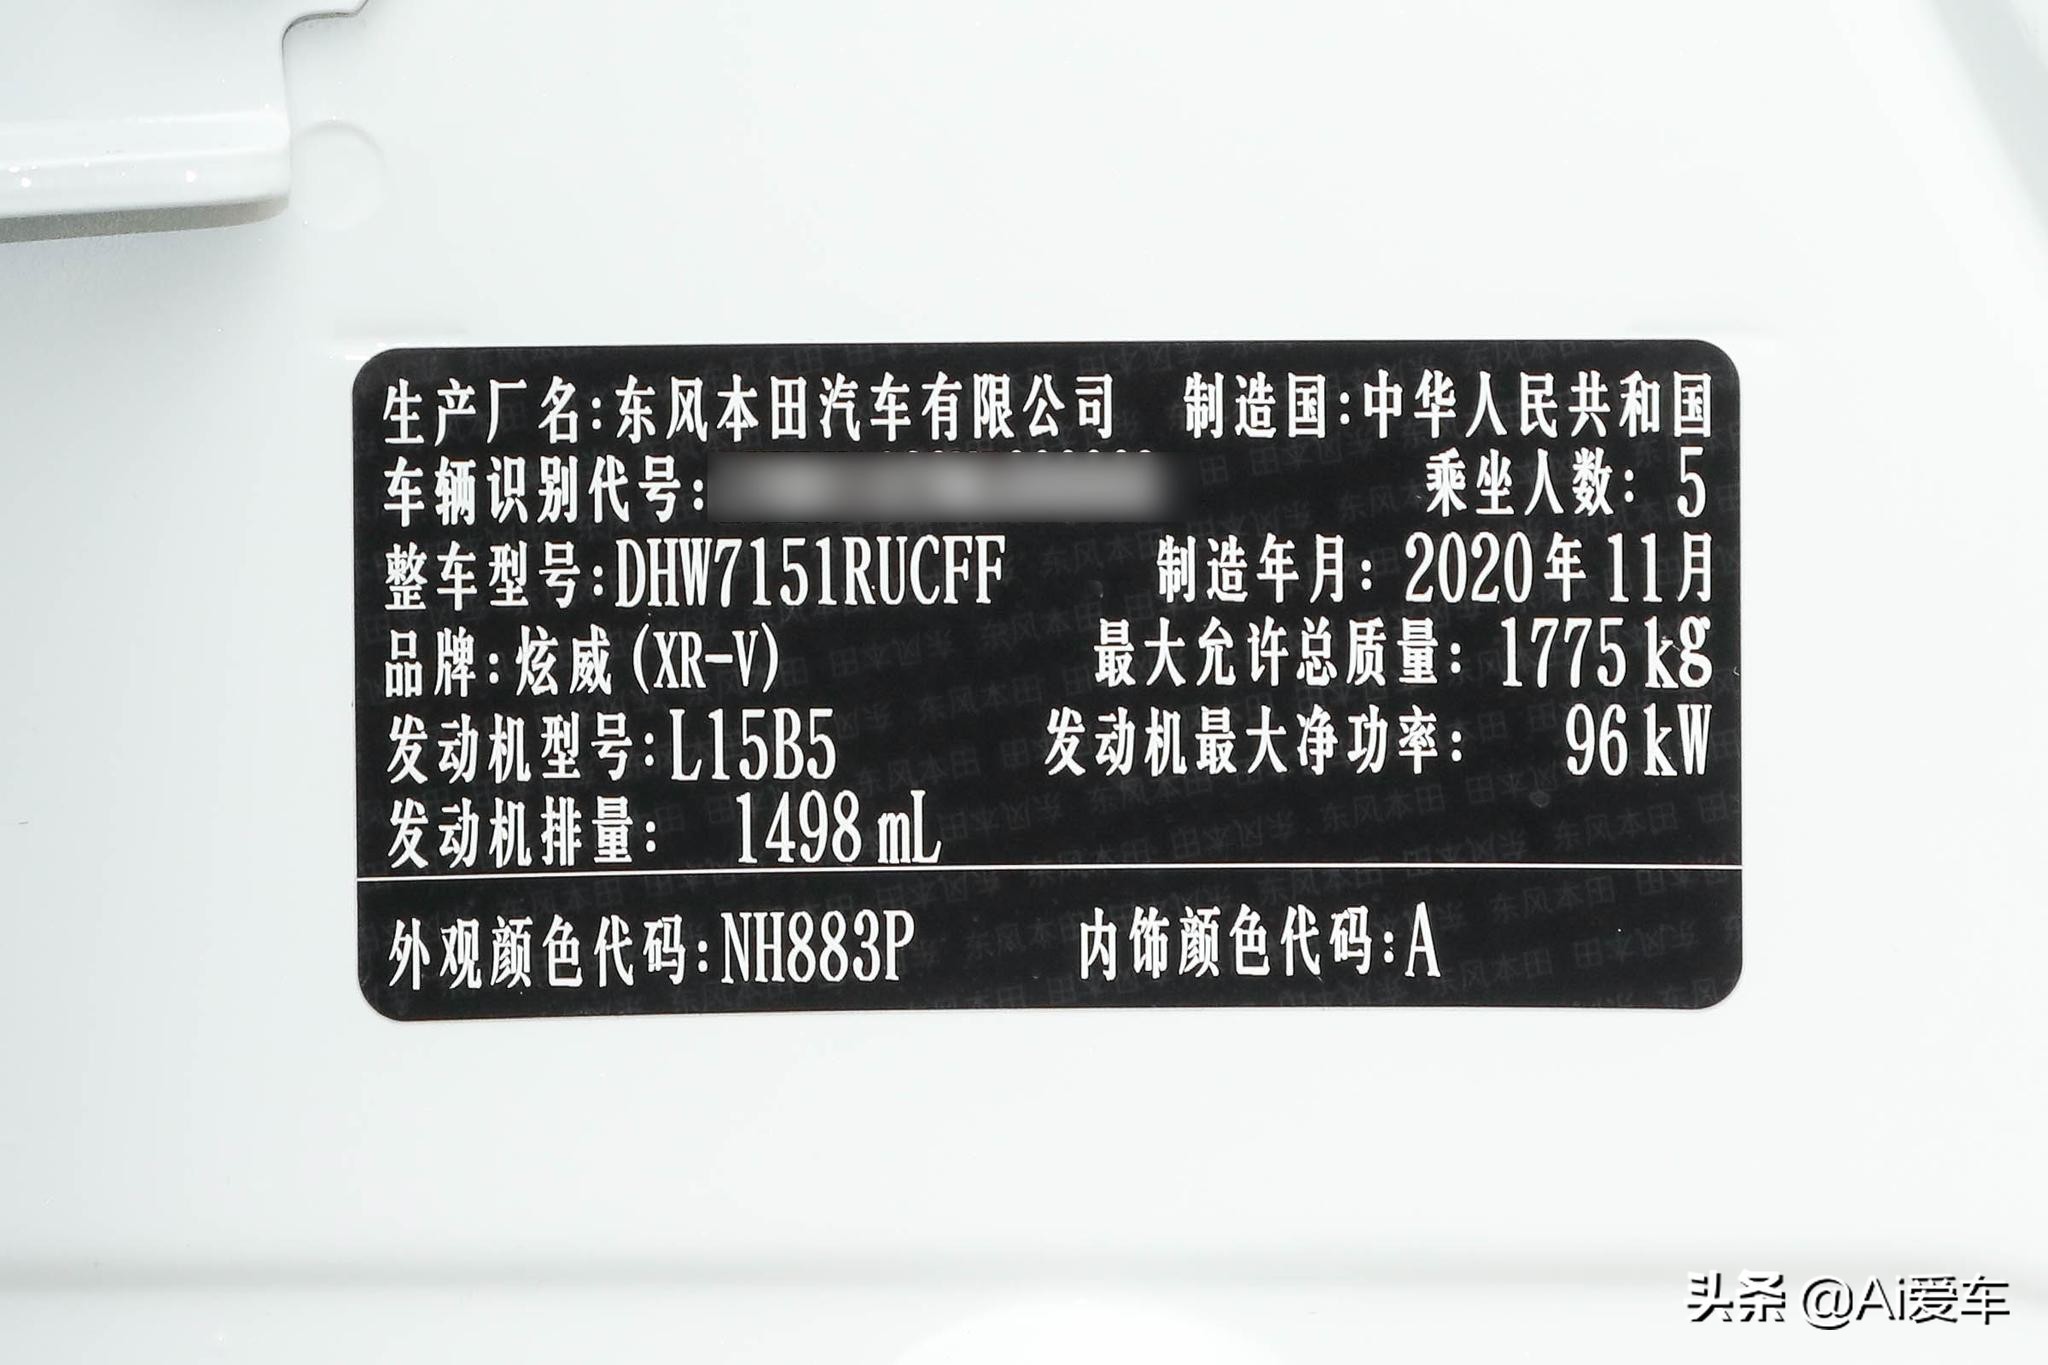 生产厂名:东风本田汽车有限公司 制造国:中华人民共和国
车辆识别代号: 乘坐人数: 5
整车型号:DHW7151RUCFF 制造年月: 2020年11月
品牌:炫威(XR-V) 最大允许总质量: 1775 kg
发动机型号:L15B5 发动机最大净功率: 96 kW
发动机排量: 1498 mL
外观颜色代码:NH883P 内饰颜色代码:A
头条 @Ai爱车